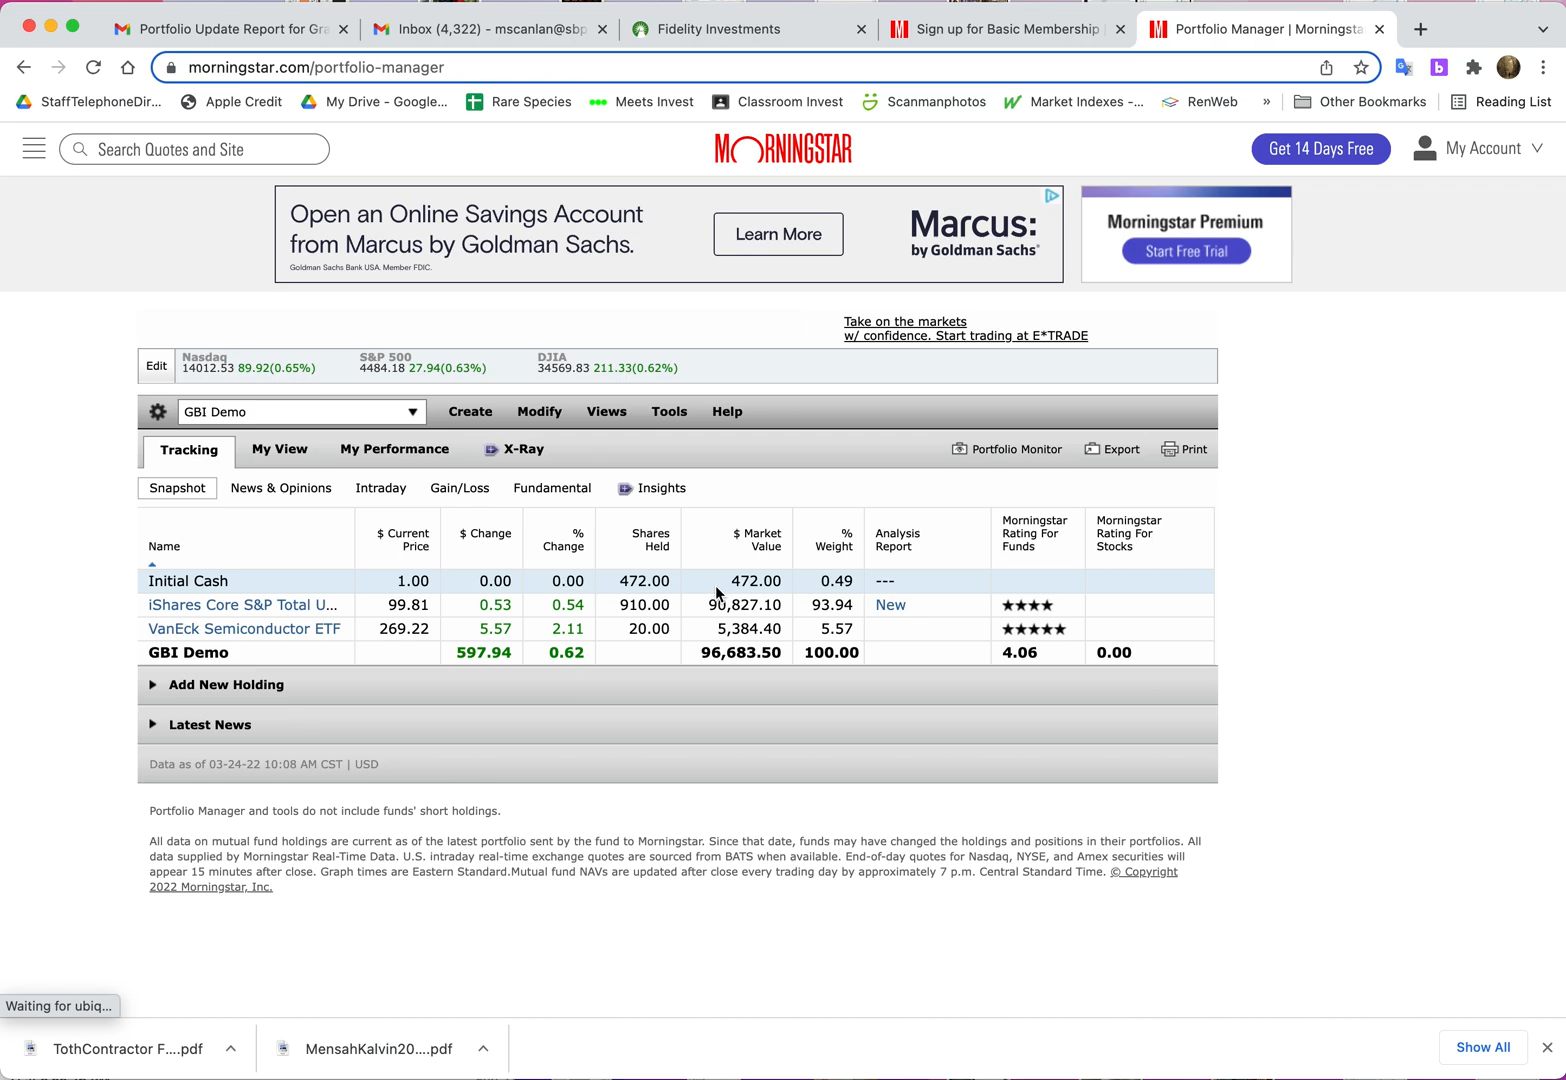 Portfolio Update Report for Gra
Inbox (4,322) - mscanlan@sbp
Fidelity Investments
Sign up for Basic Membership
Portfolio Manager | Morningsta
morningstar.com/portfolio-manager
StaffTelephoneDir...
Apple Credit
My Drive - Google...
Rare Species
Meets Invest
Classroom Invest
Scanmanphotos
Market Indexes -...
RenWeb
»
Other Bookmarks
Reading List
Search Quotes and Site
MORNINGSTAR
Get 14 Days Free
My Account
Open an Online Savings Account
from Marcus by Goldman Sachs.
Goldman Sachs Bank USA. Member FDIC.
Learn More
Marcus:
by Goldman Sachs®
Morningstar Premium
Start Free Trial
Take on the markets
w/ confidence. Start trading at E*TRADE
Edit
Nasdaq
14012.53 89.92(0.65%)
S&P 500
4484.18 27.94(0.63%)
DJIA
34569.83 211.33(0.62%)
GBI Demo
Create Modify Views Tools Help
Tracking My View My Performance X-Ray
Portfolio Monitor Export Print
Snapshot News & Opinions Intraday Gain/Loss Fundamental Insights
Name $ Current Price $ Change % Change Shares Held $ Market Value % Weight Analysis Report Morningstar Rating For Funds Morningstar Rating For Stocks
Initial Cash 1.00 0.00 0.00 472.00 472.00 0.49 ---
iShares Core S&P Total U... 99.81 0.53 0.54 910.00 90,827.10 93.94 New ★★★★
VanEck Semiconductor ETF 269.22 5.57 2.11 20.00 5,384.40 5.57 ★★★★★
GBI Demo 597.94 0.62 96,683.50 100.00 4.06 0.00
Add New Holding
Latest News
Data as of 03-24-22 10:08 AM CST | USD
Portfolio Manager and tools do not include funds' short holdings.
All data on mutual fund holdings are current as of the latest portfolio sent by the fund to Morningstar. Since that date, funds may have changed the holdings and positions in their portfolios. All
data supplied by Morningstar Real-Time Data. U.S. intraday real-time exchange quotes are sourced from BATS when available. End-of-day quotes for Nasdaq, NYSE, and Amex securities will
appear 15 minutes after close. Graph times are Eastern Standard.Mutual fund NAVs are updated after close every trading day by approximately 7 p.m. Central Standard Time. © Copyright
2022 Morningstar, Inc.
Waiting for ubiq...
TothContractor F....pdf
MensahKalvin20....pdf
Show All